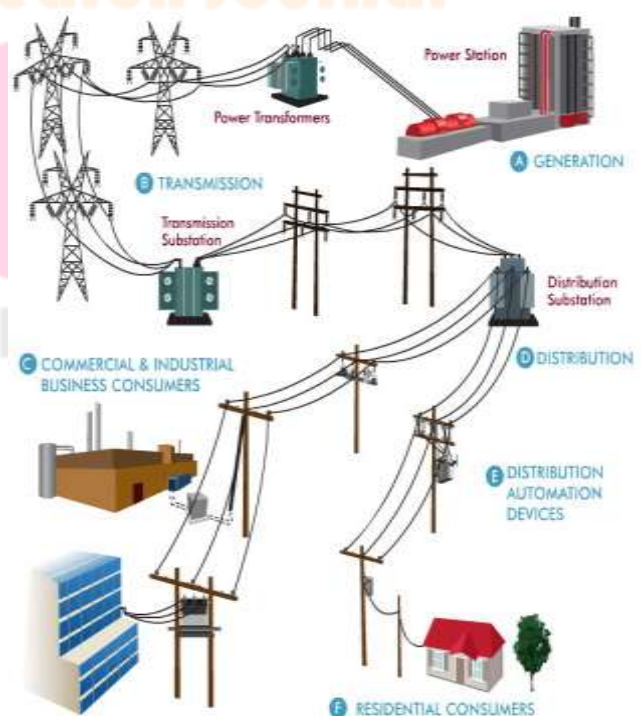 Power Station
Power Transformers
A GENERATION
B TRANSMISSION
Transmission
Substation
Distribution
Substation
C COMMERCIAL & INDUSTRIAL
BUSINESS CONSUMERS
D DISTRIBUTION
E DISTRIBUTION
AUTOMATION
DEVICES
F RESIDENTIAL CONSUMERS